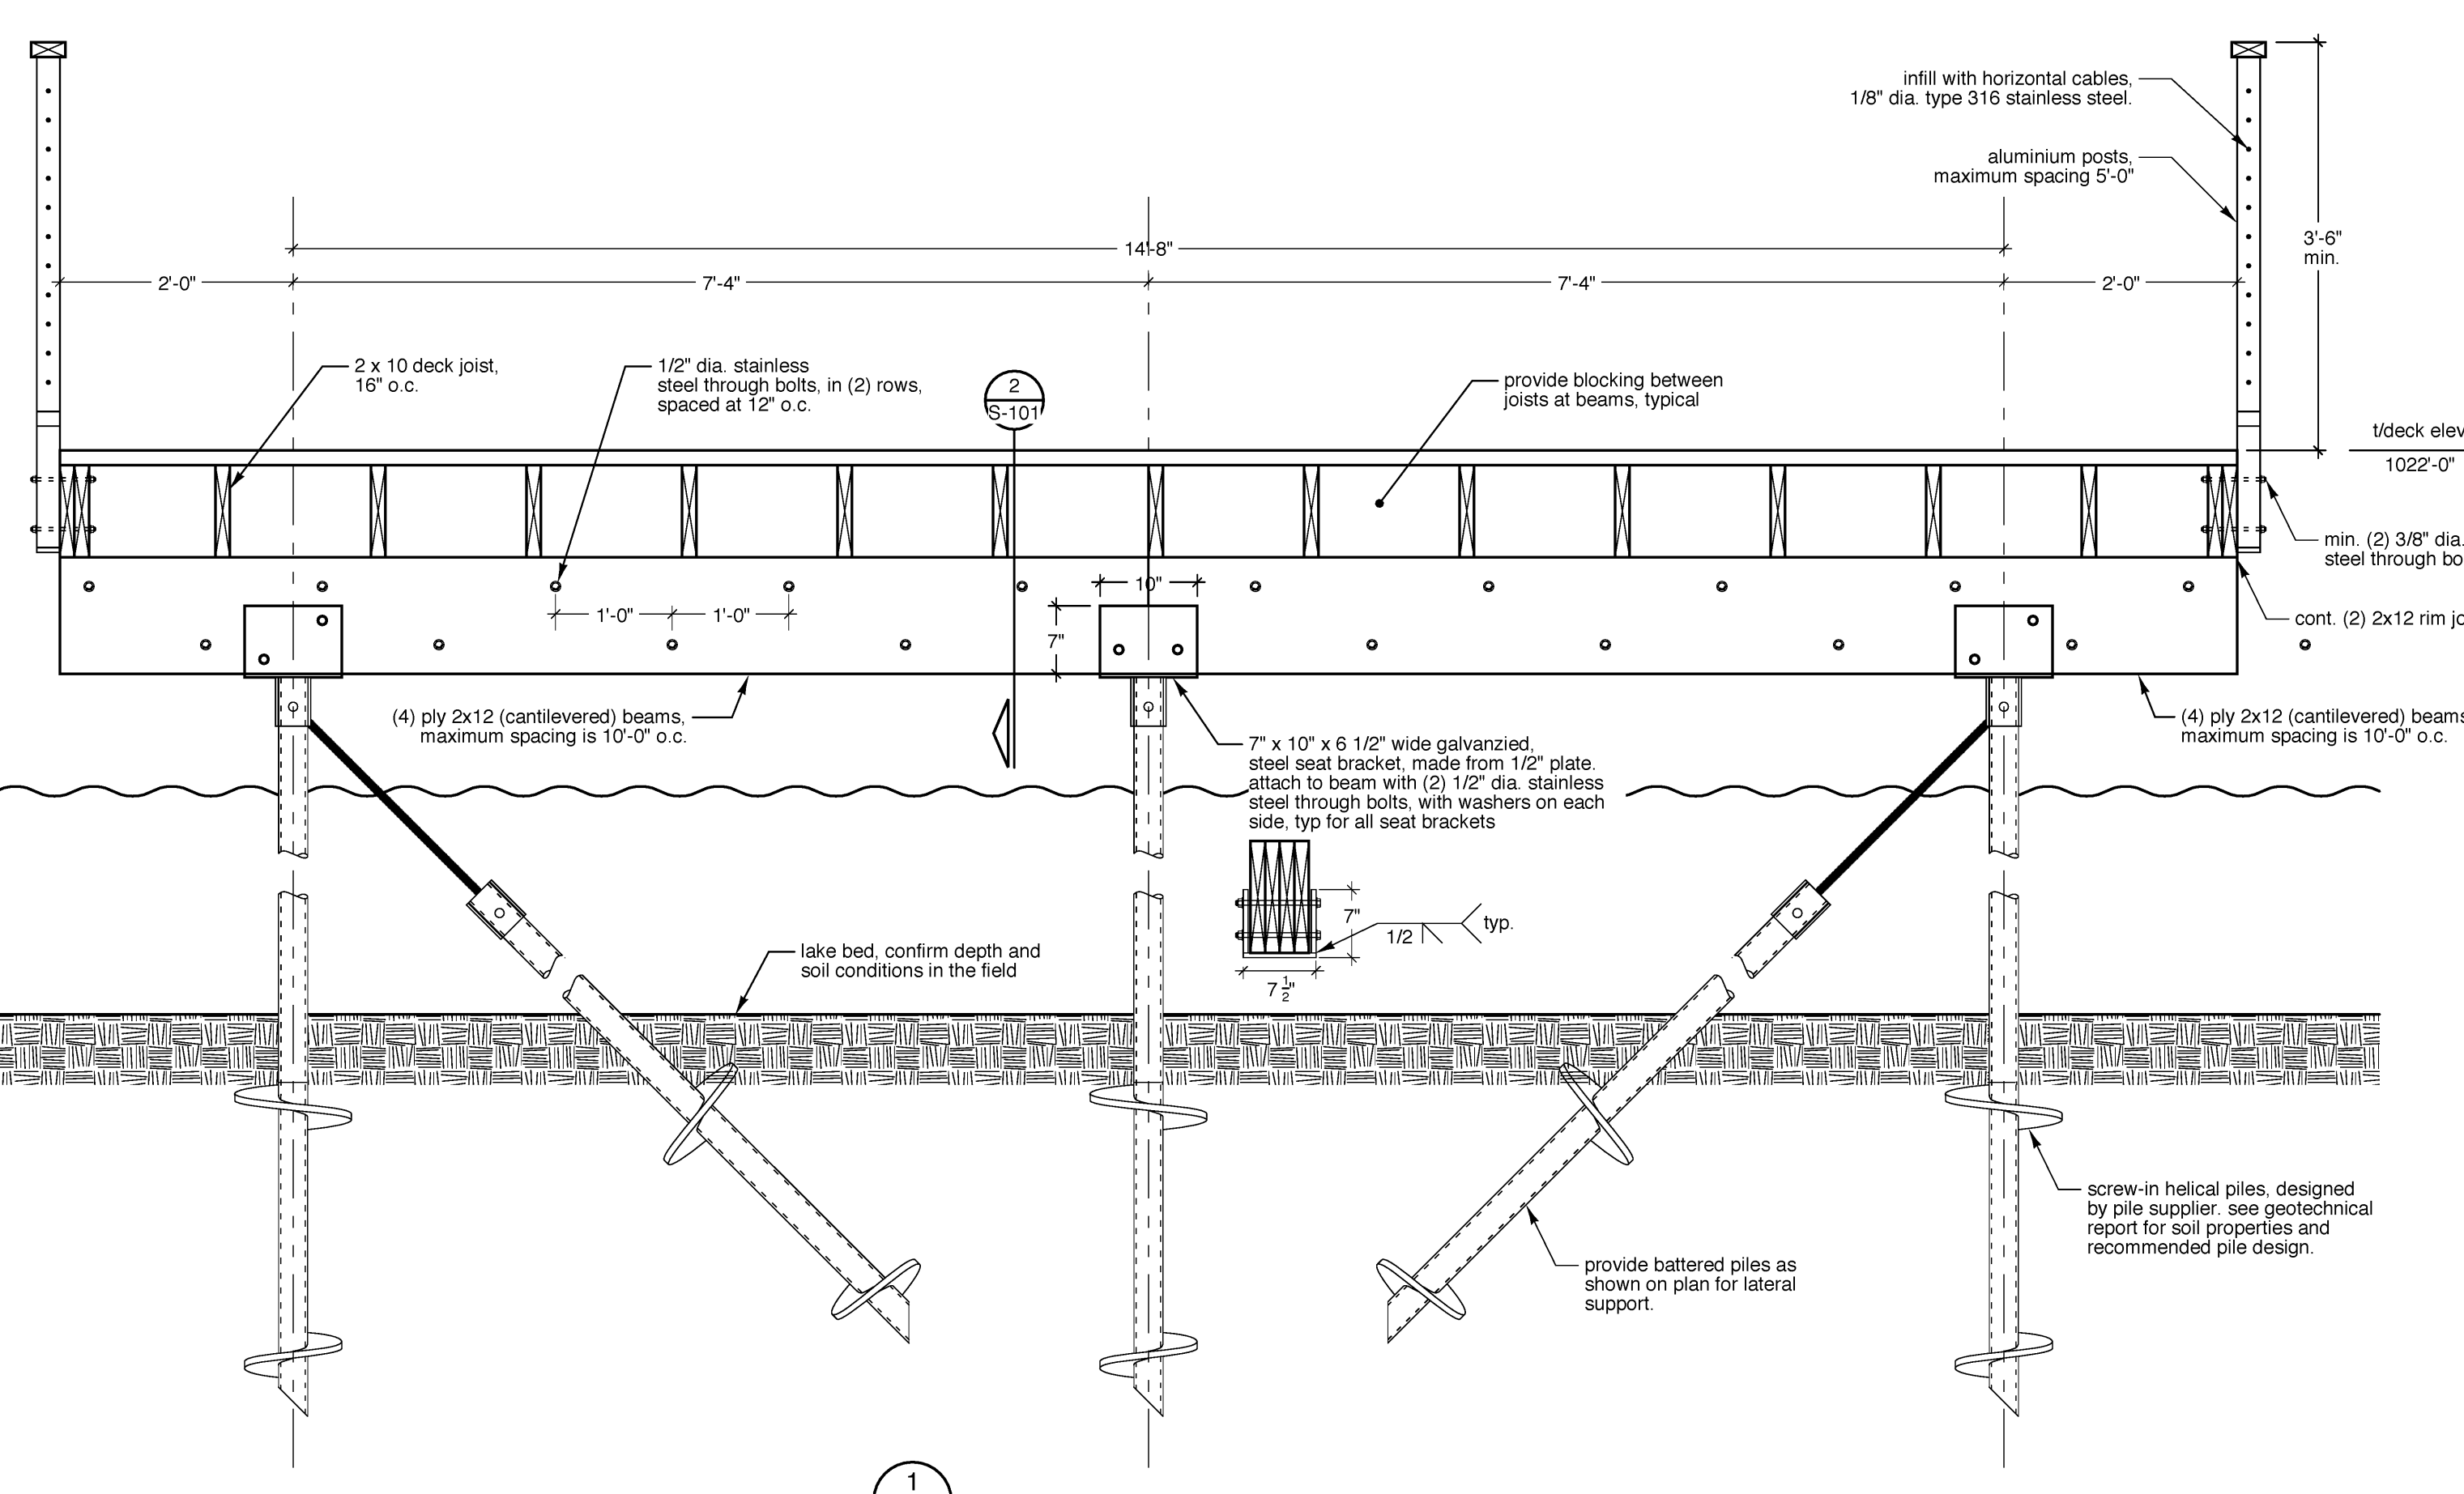 infill with horizontal cables,
1/8" dia. type 316 stainless steel.
aluminium posts,
maximum spacing 5'-0"
3'-6"
min.
14'-8"
2'-0"
7'-4"
7'-4"
2'-0"
2 x 10 deck joist,
16" o.c.
1/2" dia. stainless
steel through bolts, in (2) rows,
spaced at 12" o.c.
2
S-101
provide blocking between
joists at beams, typical
t/deck elev
1022'-0"
min. (2) 3/8" dia.
steel through bo
10"
1'-0"
1'-0"
7"
cont. (2) 2x12 rim jo
(4) ply 2x12 (cantilevered) beams,
maximum spacing is 10'-0" o.c.
(4) ply 2x12 (cantilevered) beams
maximum spacing is 10'-0" o.c.
7" x 10" x 6 1/2" wide galvanzied,
steel seat bracket, made from 1/2" plate.
attach to beam with (2) 1/2" dia. stainless
steel through bolts, with washers on each
side, typ for all seat brackets
7"
1/2
typ.
7 1/2"
lake bed, confirm depth and
soil conditions in the field
screw-in helical piles, designed
by pile supplier. see geotechnical
report for soil properties and
recommended pile design.
provide battered piles as
shown on plan for lateral
support.
1